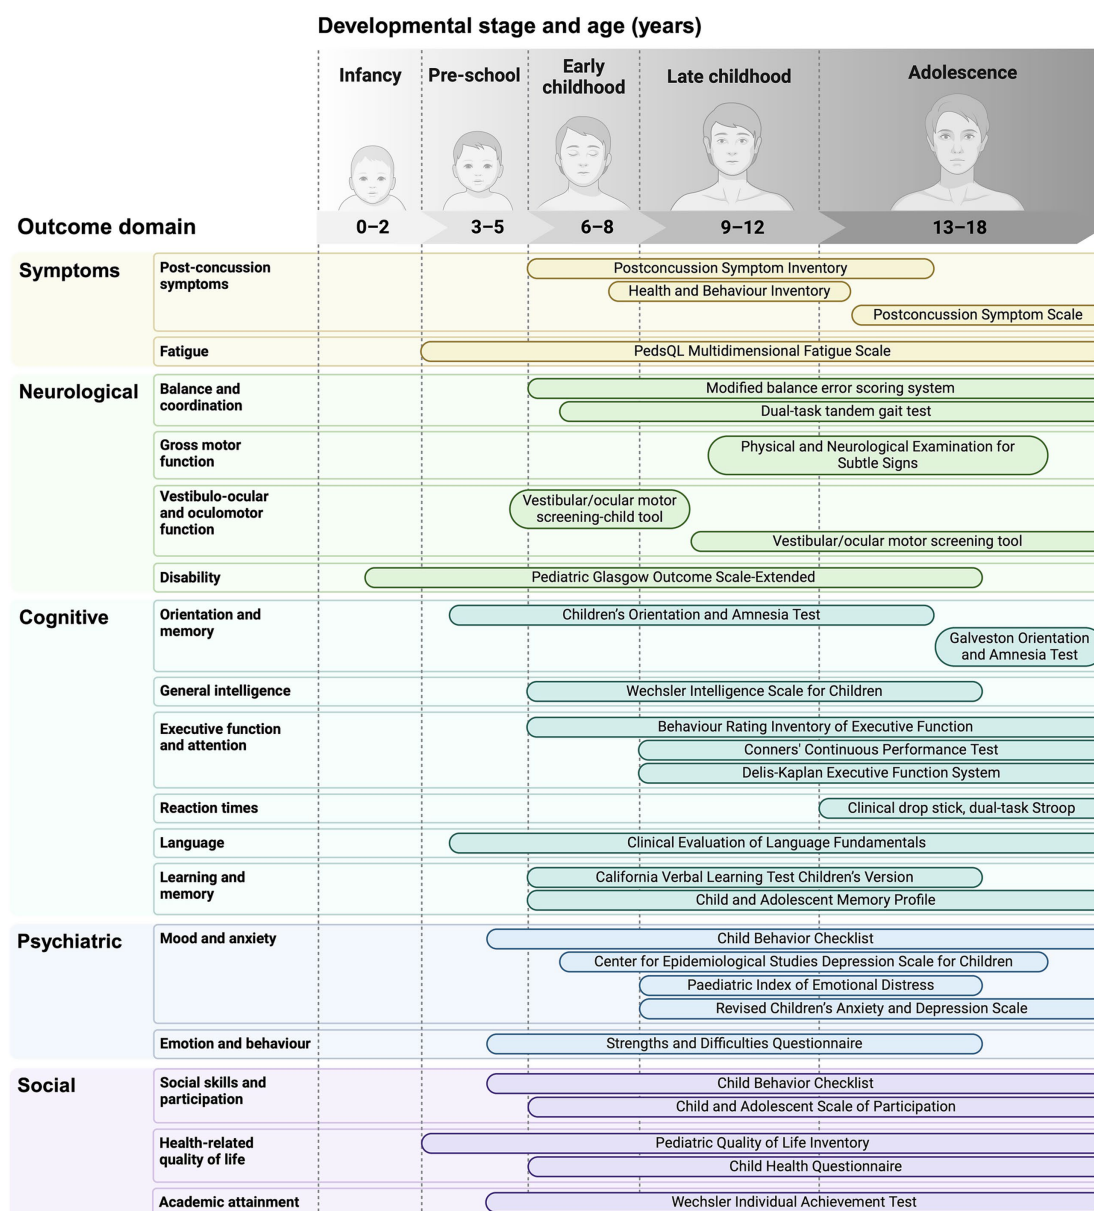 Developmental stage and age (years)
Infancy
Pre-school
Early
childhood
Late childhood
Adolescence
Outcome domain
0–2
3–5
6–8
9–12
13–18
Symptoms
Post-concussion
symptoms
Postconcussion Symptom Inventory
Health and Behaviour Inventory
Postconcussion Symptom Scale
Fatigue
PedsQL Multidimensional Fatigue Scale
Neurological
Balance and
coordination
Modified balance error scoring system
Dual-task tandem gait test
Gross motor
function
Physical and Neurological Examination for
Subtle Signs
Vestibulo-ocular
and oculomotor
function
Vestibular/ocular motor
screening-child tool
Vestibular/ocular motor screening tool
Disability
Pediatric Glasgow Outcome Scale-Extended
Cognitive
Orientation and
memory
Children’s Orientation and Amnesia Test
Galveston Orientation
and Amnesia Test
General intelligence
Wechsler Intelligence Scale for Children
Executive function
and attention
Behaviour Rating Inventory of Executive Function
Conners' Continuous Performance Test
Delis-Kaplan Executive Function System
Reaction times
Clinical drop stick, dual-task Stroop
Language
Clinical Evaluation of Language Fundamentals
Learning and
memory
California Verbal Learning Test Children’s Version
Child and Adolescent Memory Profile
Psychiatric
Mood and anxiety
Child Behavior Checklist
Center for Epidemiological Studies Depression Scale for Children
Paediatric Index of Emotional Distress
Revised Children’s Anxiety and Depression Scale
Emotion and behaviour
Strengths and Difficulties Questionnaire
Social
Social skills and
participation
Child Behavior Checklist
Child and Adolescent Scale of Participation
Health-related
quality of life
Pediatric Quality of Life Inventory
Child Health Questionnaire
Academic attainment
Wechsler Individual Achievement Test